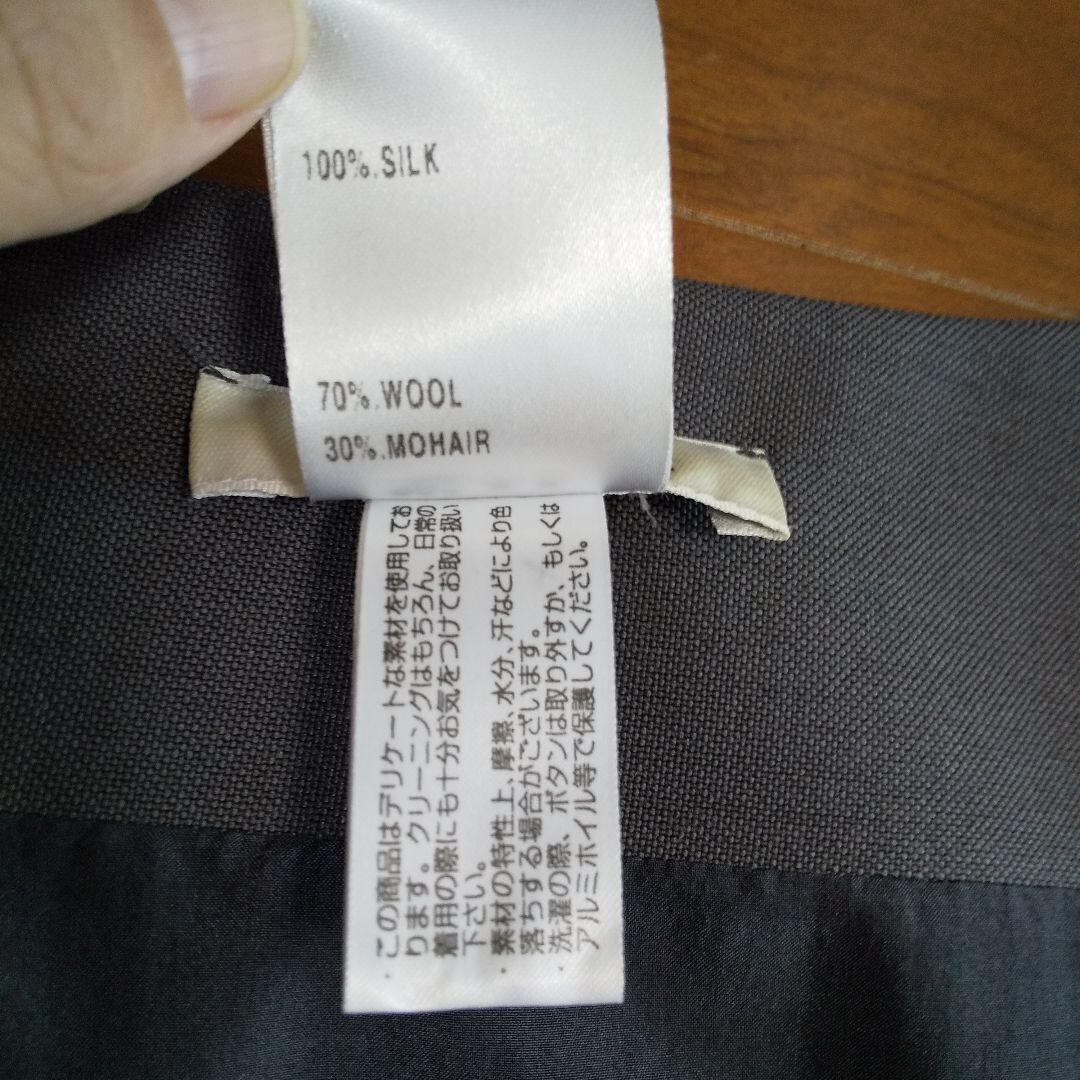 100%.SILK
70%.WOOL
30%.MOHAIR
・この商品はデリケートな素材を使用してお
ります。クリーニングはもちろん、日常の
着用の際にも十分お気をつけてお取り扱い
下さい。
・素材の特性上、摩擦、水分、汗などにより色
落ちする場合がございます。
・洗濯の際、ボタンは取り外すか、もしくは
アルミホイル等で保護してください。